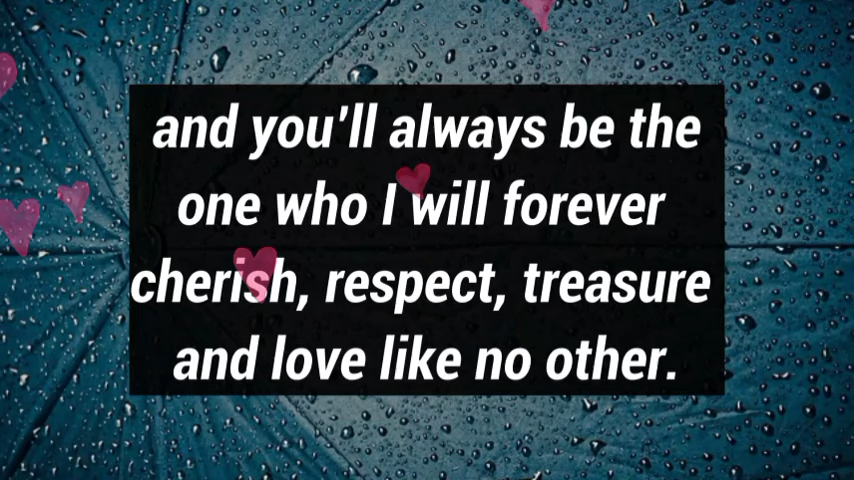 and you'll always be the
one who I will forever
cherish, respect, treasure
and love like no other.